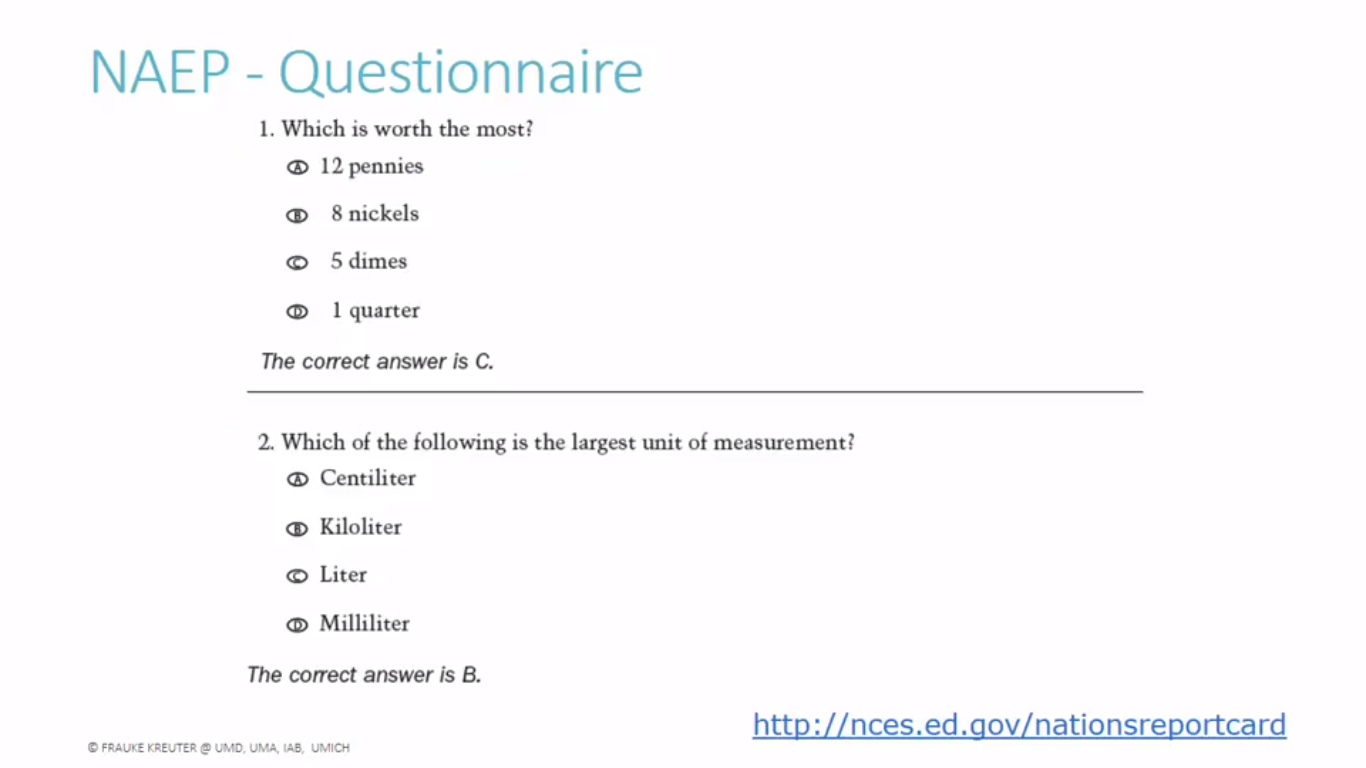 NAEP - Questionnaire
1. Which is worth the most?
Ⓐ 12 pennies
Ⓑ 8 nickels
Ⓒ 5 dimes
Ⓓ 1 quarter
The correct answer is C.
2. Which of the following is the largest unit of measurement?
Ⓐ Centiliter
Ⓑ Kiloliter
Ⓒ Liter
Ⓓ Milliliter
The correct answer is B.
http://nces.ed.gov/nationsreportcard
© FRAUKE KREUTER @ UMD, UMA, IAB, UMICH